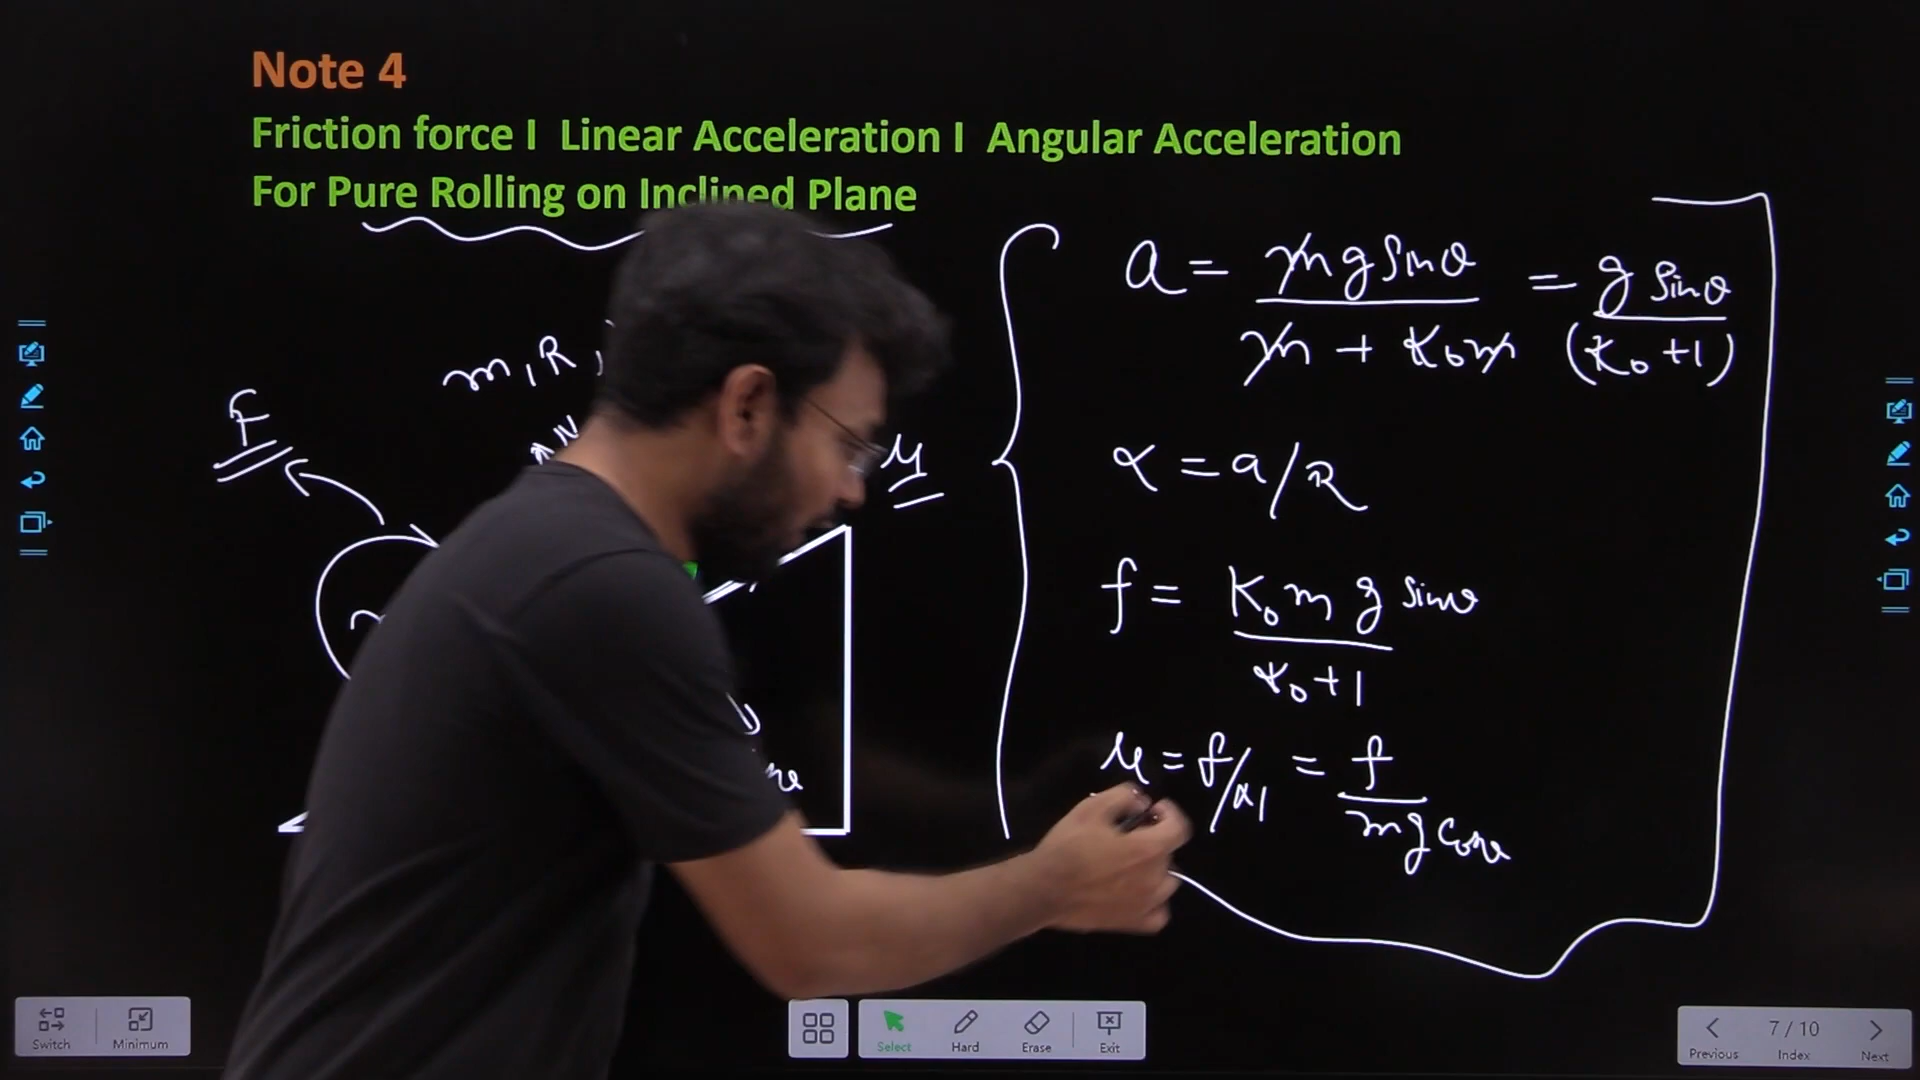 Note 4
Friction force I Linear Acceleration I Angular Acceleration
For Pure Rolling on Inclined Plane
a = mg sinθ / m + K₀m = g sinθ / (K₀ + 1)
m, R,
F
N
μ
α = a/R
f = K₀ m g sinθ / K₀ + 1
μ = f/N = f / mg cosθ
Switch
Minimum
Select
Hard
Erase
Exit
7 / 10
Previous
Index
Next